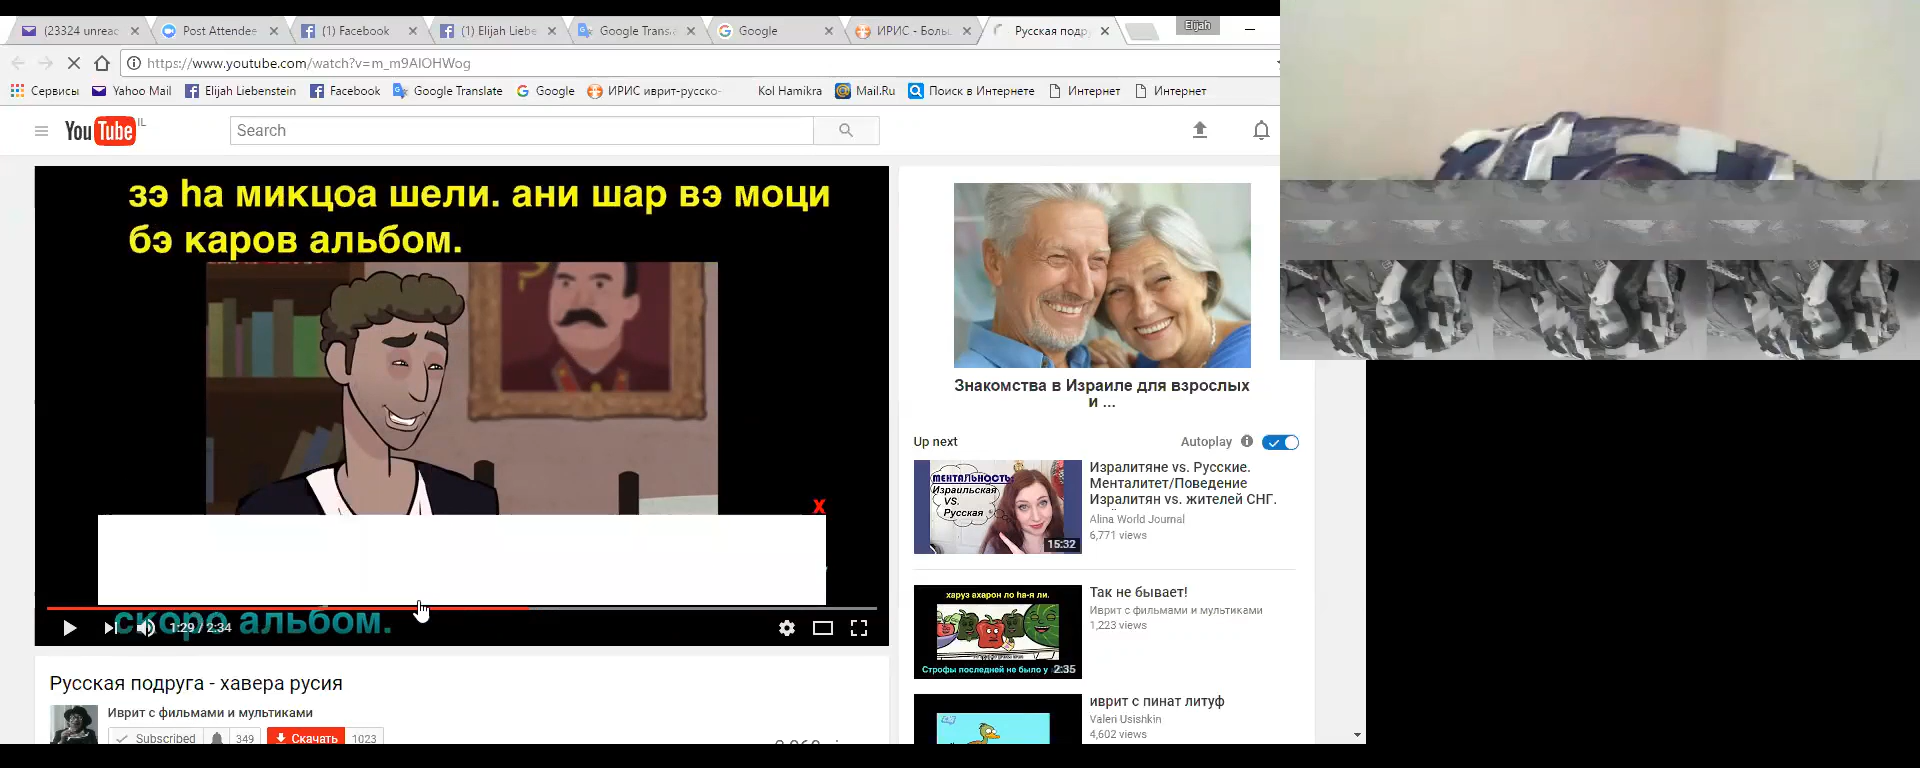 (23324 unreac
Post Attendee
(1) Facebook
(1) Elijah Liebe
Google Transl
Google
ИРИС - Боль
Русская подр
Elijah
https://www.youtube.com/watch?v=m_m9AIOHWog
Сервисы
Yahoo Mail
Elijah Liebenstein
Facebook
Google Translate
Google
ИРИС иврит-русско-
Kol Hamikra
Mail.Ru
Поиск в Интернете
Интернет
Интернет
YouTube IL
Search
зэ hа микцоа шели. ани шар вэ моци
бэ каров альбом.
x
скоро альбом.
1:29 / 2:34
Русская подруга - хавера русия
Иврит с фильмами и мультиками
Subscribed 349 Скачать 1023
Знакомства в Израиле для взрослых
и ...
Up next Autoplay
МЕНТАЛЬНОСТЬ
Израильская
VS.
Русская
15:32
Изралитяне vs. Русские.
Менталитет/Поведение
Изралитян vs. жителей СНГ.
Alina World Journal
6,771 views
харуз ахарон ло hа-я ли.
Строфы последней не было у
2:35
Так не бывает!
Иврит с фильмами и мультиками
1,223 views
иврит с пинат литуф
Valeri Usishkin
4,602 views